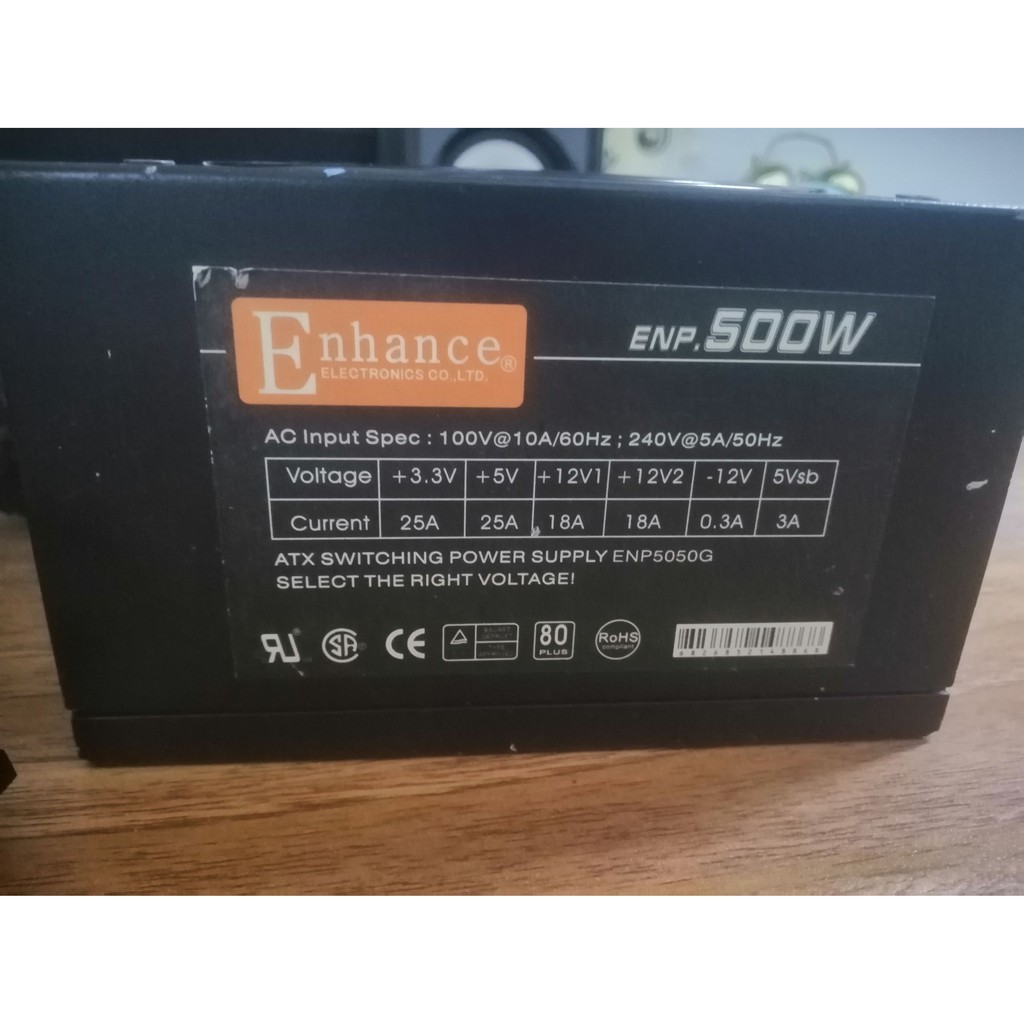 Enhance®
ELECTRONICS CO.,LTD.
ENP.500W
AC Input Spec : 100V@10A/60Hz ; 240V@5A/50Hz
Voltage +3.3V +5V +12V1 +12V2 -12V 5Vsb
Current 25A 25A 18A 18A 0.3A 3A
ATX SWITCHING POWER SUPPLY ENP5050G
SELECT THE RIGHT VOLTAGE!
SA CE 80 PLUS RoHS compliant